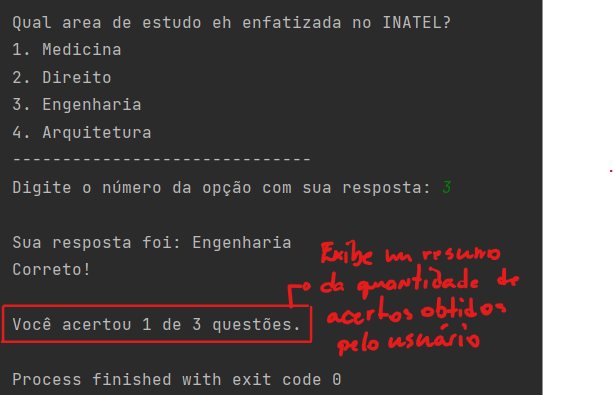 Qual area de estudo eh enfatizada no INATEL?
1. Medicina
2. Direito
3. Engenharia
4. Arquitetura
------------------------------
Digite o número da opção com sua resposta: 3
Sua resposta foi: Engenharia
Correto!
Você acertou 1 de 3 questões.
Exibe um resumo
da quantidade de
acertos obtidos
pelo usuário
Process finished with exit code 0